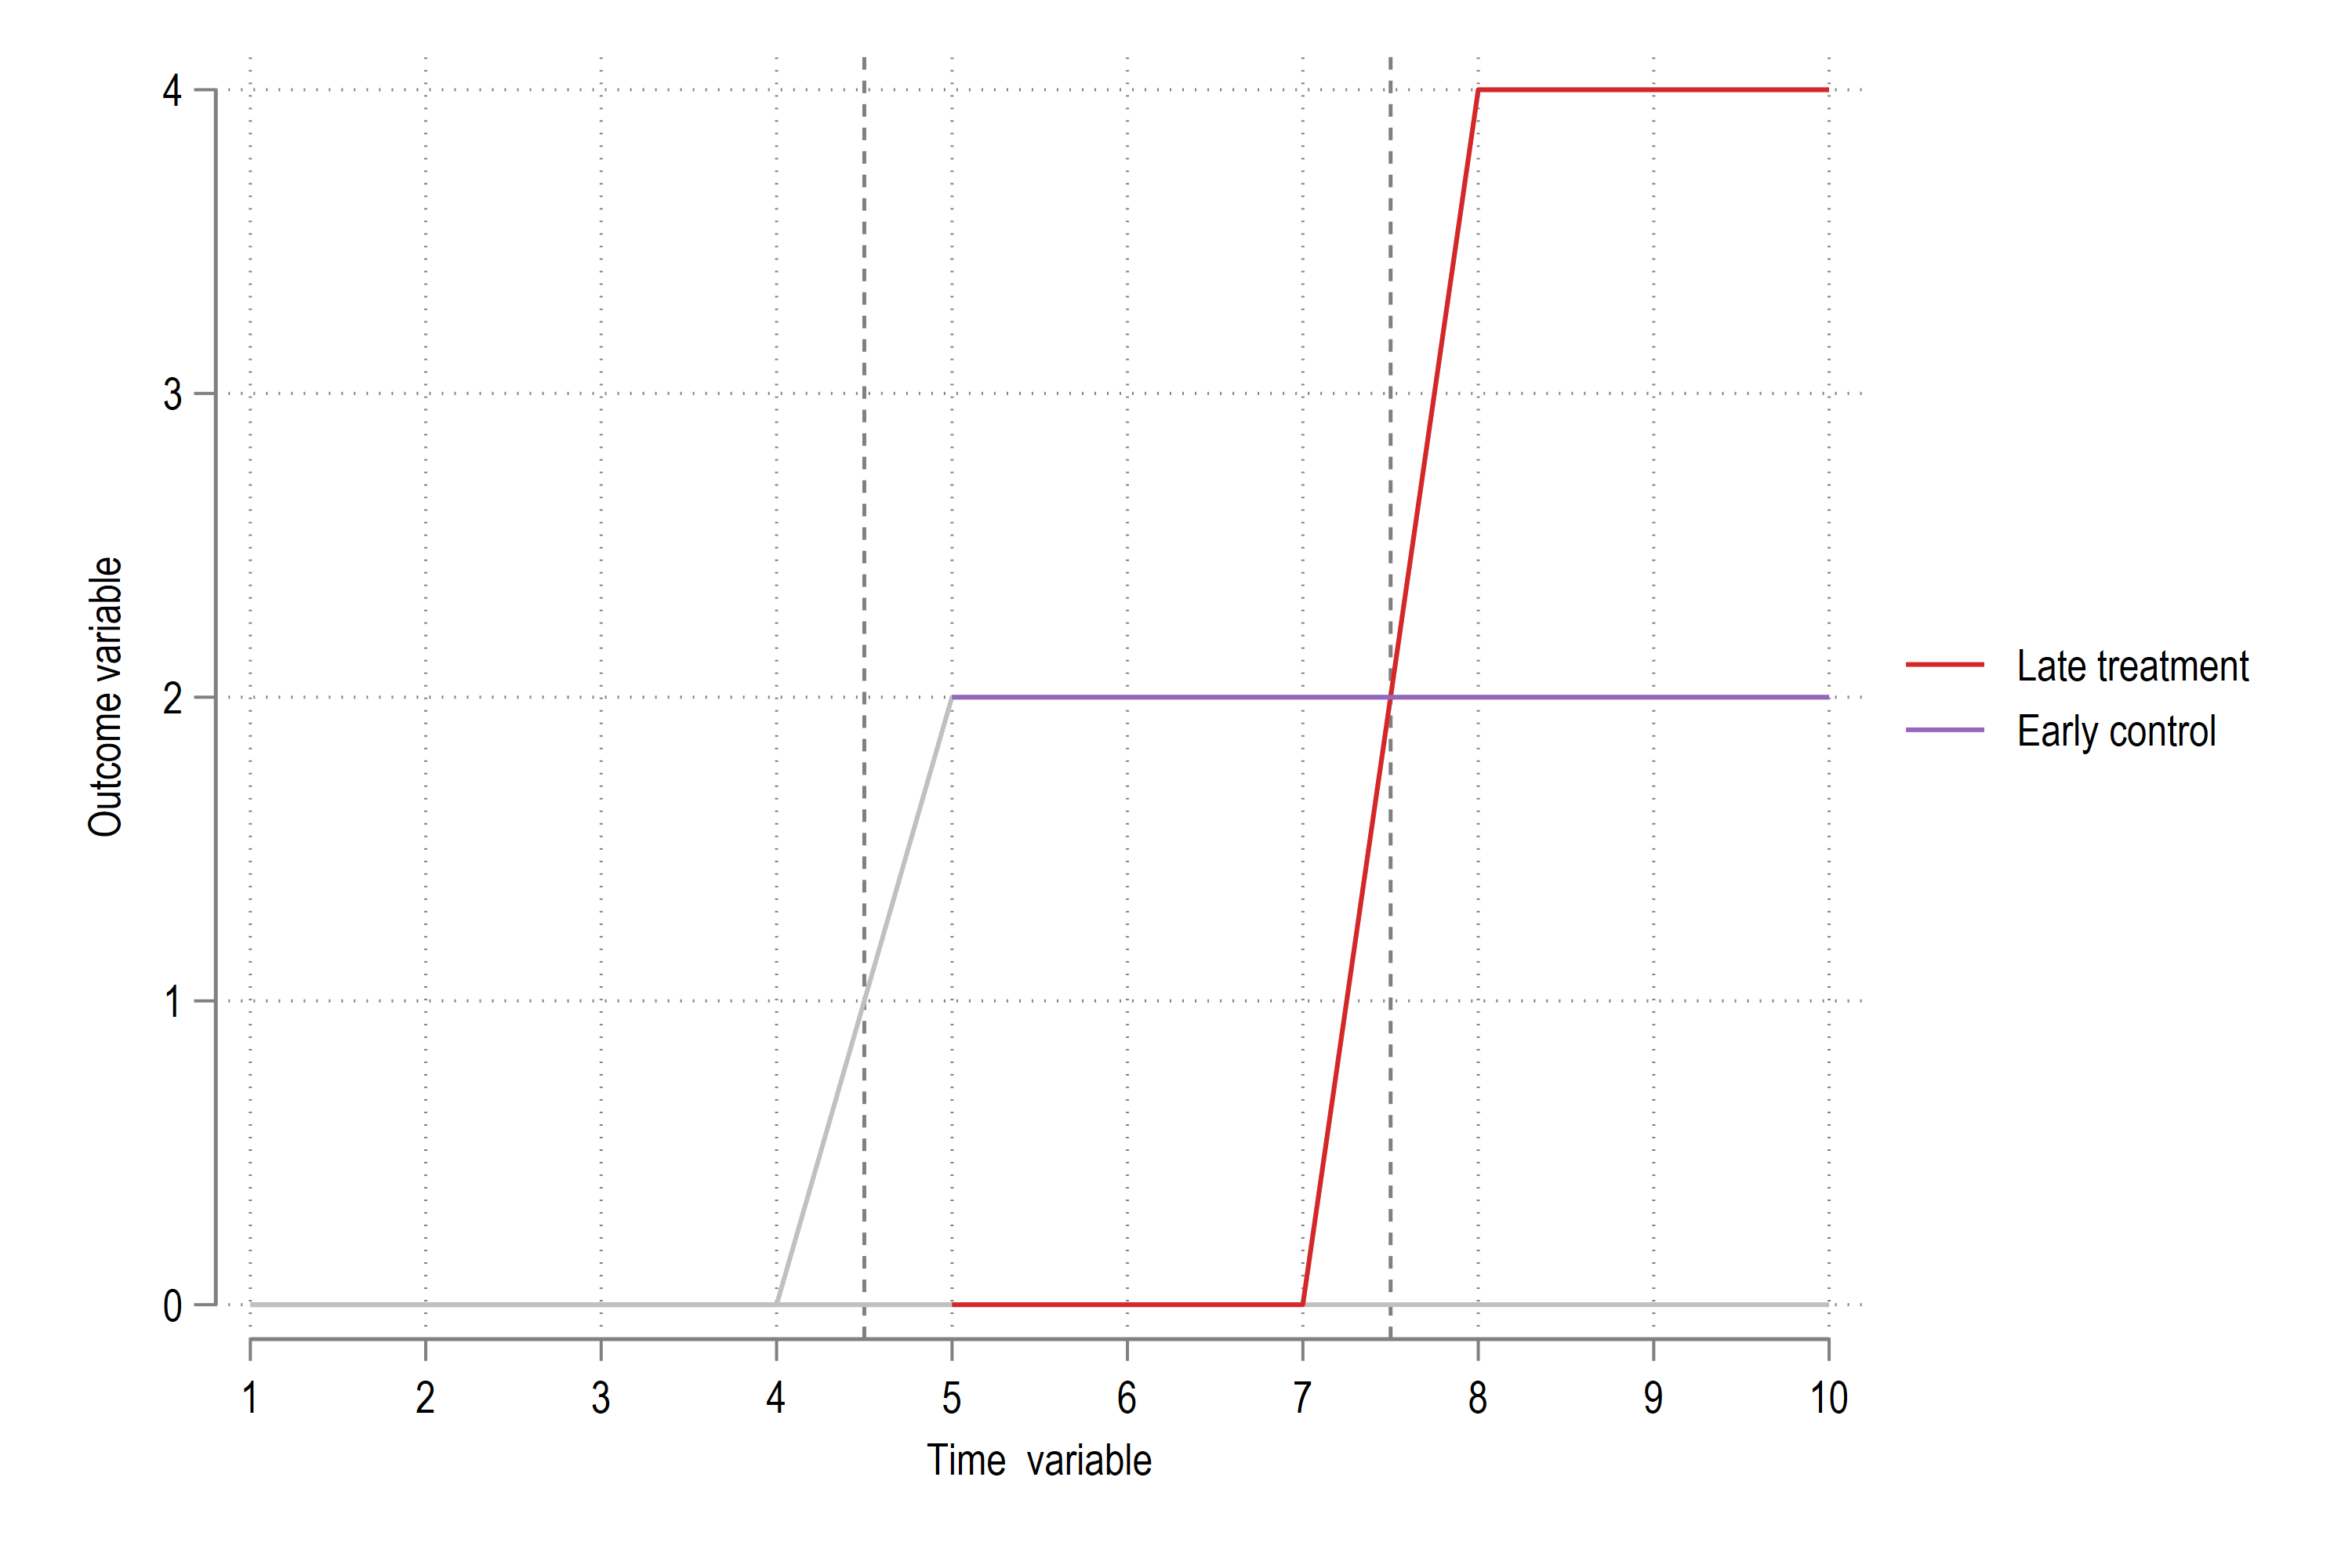 4
3
2
1
0
Outcome variable
1 2 3 4 5 6 7 8 9 10
Time variable
Late treatment
Early control